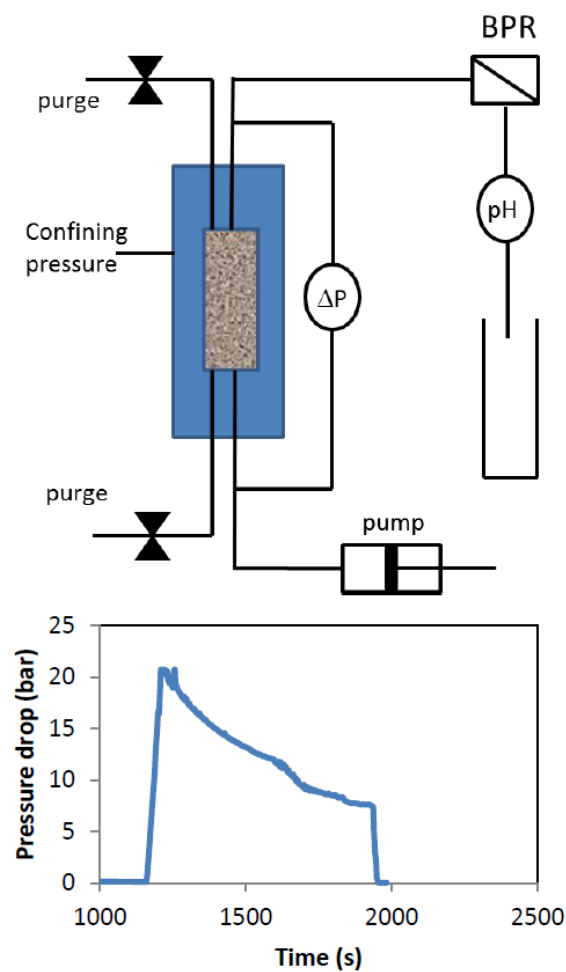 BPR
purge
pH
Confining
pressure
ΔP
purge
pump
25
20
15
10
5
0
Pressure drop (bar)
1000
1500
2000
2500
Time (s)